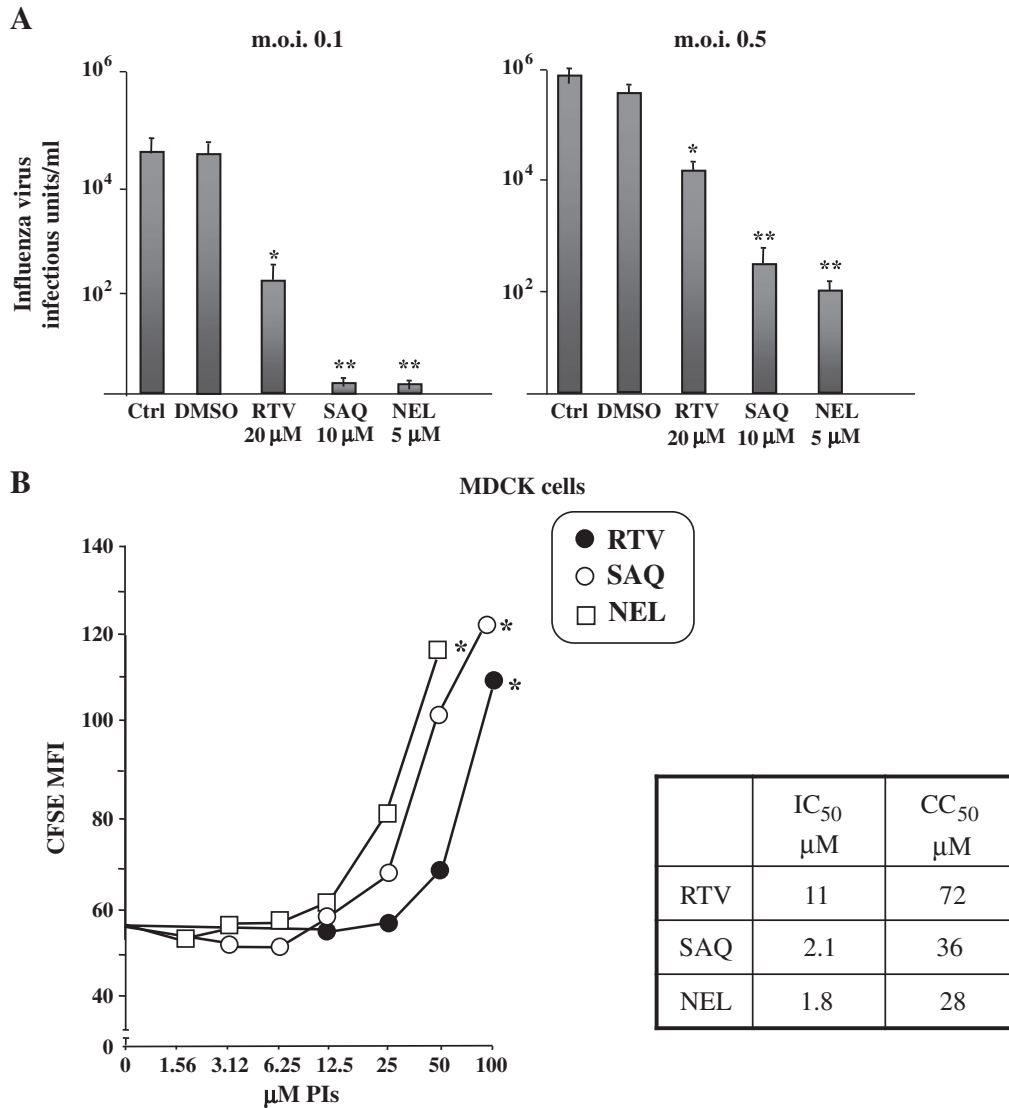 A
m.o.i. 0.1
m.o.i. 0.5
Influenza virus
infectious units/ml
10⁶
10⁴
10²
*
**
**
Ctrl DMSO RTV SAQ NEL
20 μM 10 μM 5 μM
10⁶
10⁴
10²
*
**
**
Ctrl DMSO RTV SAQ NEL
20 μM 10 μM 5 μM
B
MDCK cells
RTV
SAQ
NEL
CFSE MFI
140
120
100
80
60
40
0
* * *
0 1.56 3.12 6.25 12.5 25 50 100
μM PIs
IC₅₀ CC₅₀
μM μM
RTV 11 72
SAQ 2.1 36
NEL 1.8 28